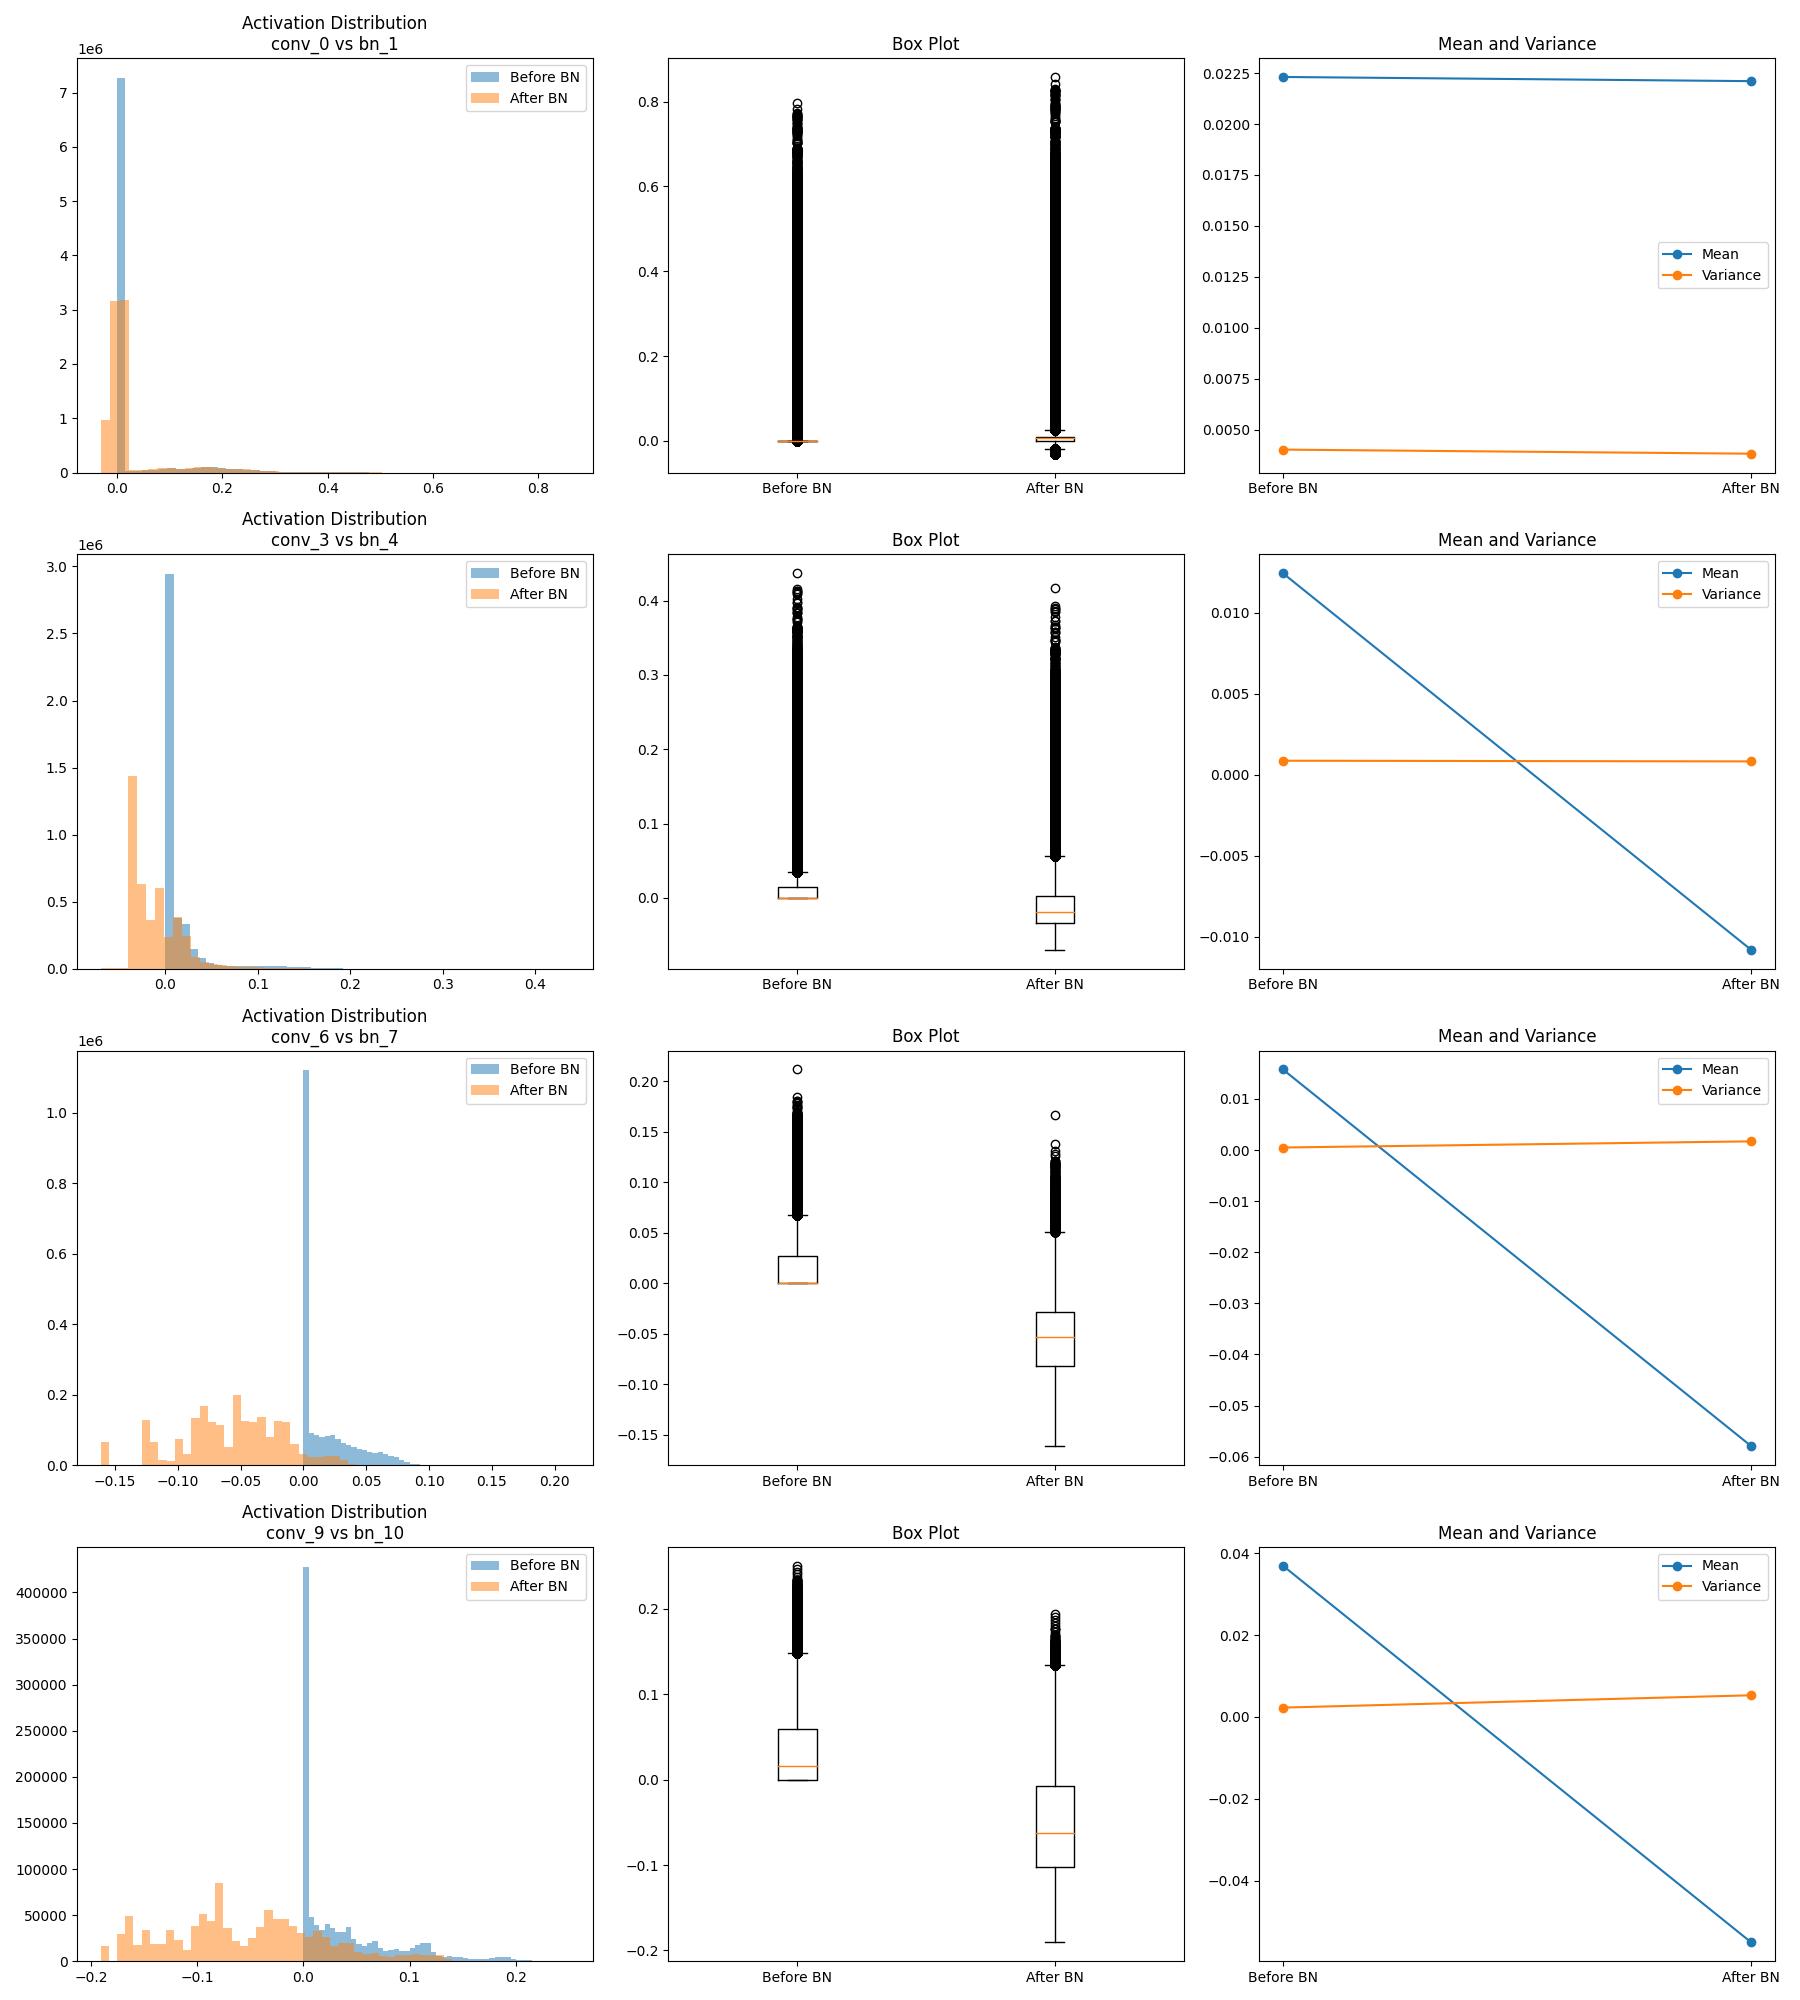 Activation Distribution
conv_0 vs bn_1
1e6
7
6
5
4
3
2
1
0
0.0 0.2 0.4 0.6 0.8
Before BN
After BN
Box Plot
0.8
0.6
0.4
0.2
0.0
Before BN After BN
Mean and Variance
0.0225
0.0200
0.0175
0.0150
0.0125
0.0100
0.0075
0.0050
Before BN After BN
Mean
Variance
Activation Distribution
conv_3 vs bn_4
1e6
3.0
2.5
2.0
1.5
1.0
0.5
0.0
0.0 0.1 0.2 0.3 0.4
Before BN
After BN
Box Plot
0.4
0.3
0.2
0.1
0.0
Before BN After BN
Mean and Variance
0.010
0.005
0.000
−0.005
−0.010
Before BN After BN
Mean
Variance
Activation Distribution
conv_6 vs bn_7
1e6
1.0
0.8
0.6
0.4
0.2
0.0
−0.15 −0.10 −0.05 0.00 0.05 0.10 0.15 0.20
Before BN
After BN
Box Plot
0.20
0.15
0.10
0.05
0.00
−0.05
−0.10
−0.15
Before BN After BN
Mean and Variance
0.01
0.00
−0.01
−0.02
−0.03
−0.04
−0.05
−0.06
Before BN After BN
Mean
Variance
Activation Distribution
conv_9 vs bn_10
400000
350000
300000
250000
200000
150000
100000
50000
0
−0.2 −0.1 0.0 0.1 0.2
Before BN
After BN
Box Plot
0.2
0.1
0.0
−0.1
−0.2
Before BN After BN
Mean and Variance
0.04
0.02
0.00
−0.02
−0.04
Before BN After BN
Mean
Variance